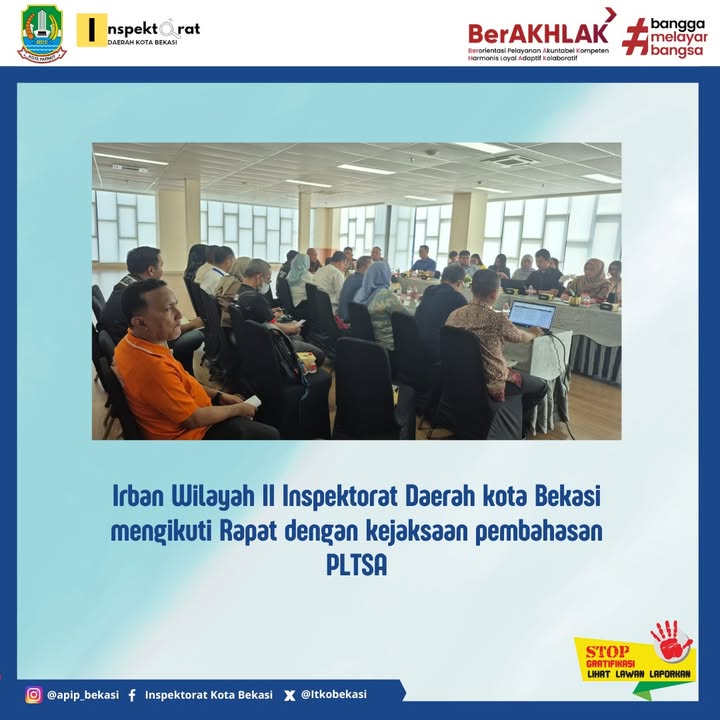 KOTA PATRIOT
Inspektorat
DAERAH KOTA BEKASI
BerAKHLAK
Berorientasi Pelayanan Akuntabel Kompeten
Harmonis Loyal Adaptif Kolaboratif
#bangga
melayani
bangsa
Irban Wilayah II Inspektorat Daerah kota Bekasi
mengikuti Rapat dengan kejaksaan pembahasan
PLTSA
STOP
GRATIFIKASI
LIHAT LAWAN LAPORKAN
@apip_bekasi
Inspektorat Kota Bekasi
@Itkobekasi